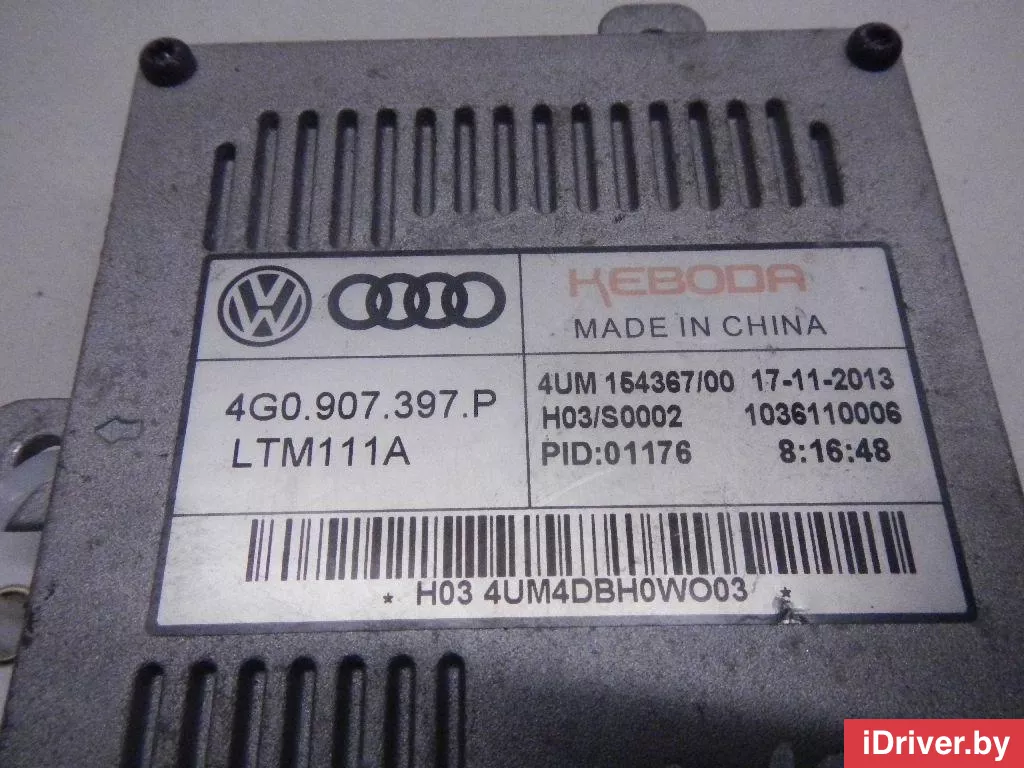 KEBODA
MADE IN CHINA
4G0.907.397.P
LTM111A
4UM 154367/00 17-11-2013
H03/S0002 1036110006
PID:01176 8:16:48
* H03 4UM4DBH0WO03 *
iDriver.by